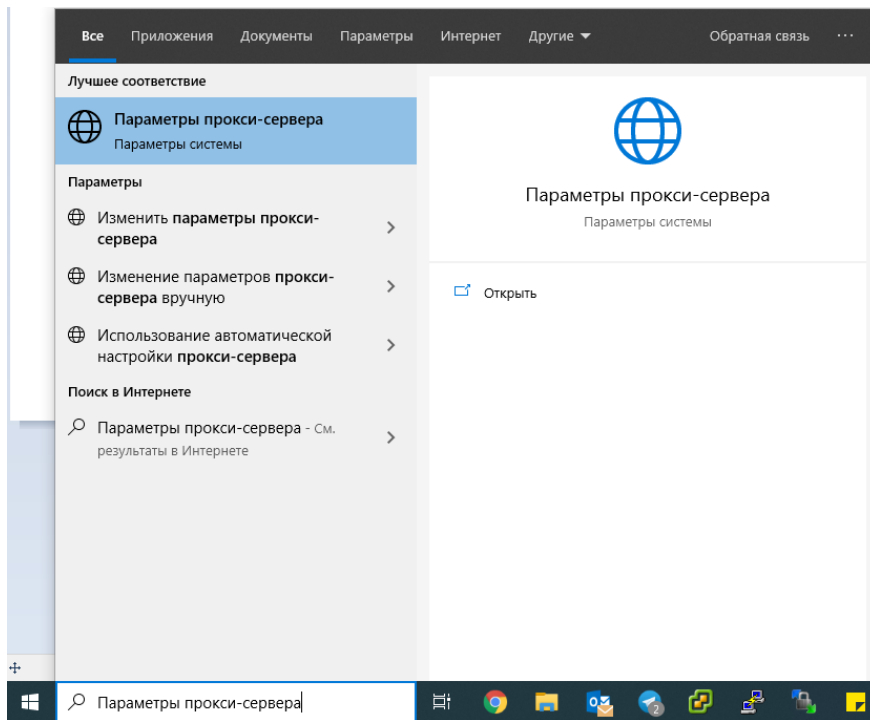 Все Приложения Документы Параметры Интернет Другие Обратная связь ...
Лучшее соответствие
Параметры прокси-сервера
Параметры системы
Параметры
Изменить параметры прокси-
сервера
Изменение параметров прокси-
сервера вручную
Использование автоматической
настройки прокси-сервера
Поиск в Интернете
Параметры прокси-сервера - См.
результаты в Интернете
Параметры прокси-сервера
Параметры системы
Открыть
Параметры прокси-сервера
2